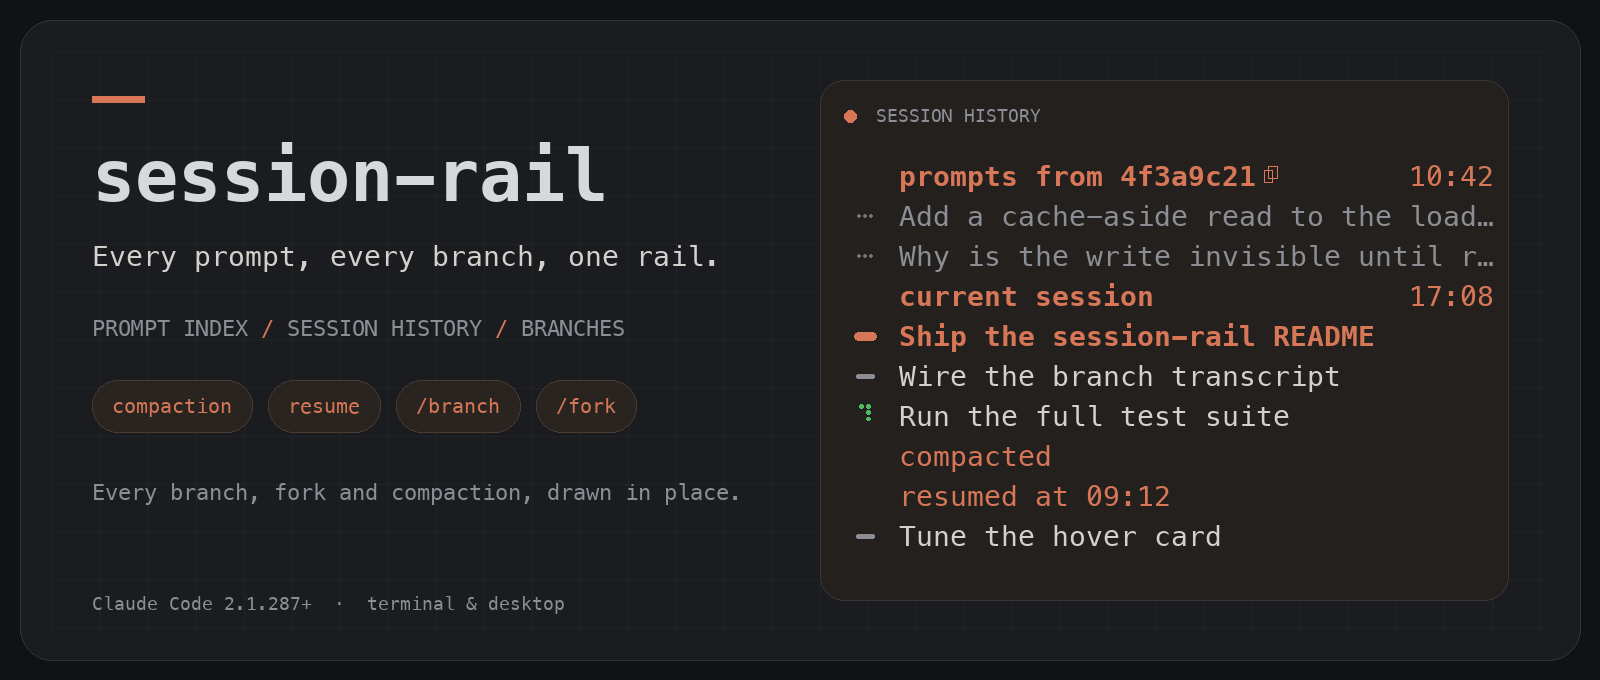 session-rail
Every prompt, every branch, one rail.
PROMPT INDEX / SESSION HISTORY / BRANCHES
compaction resume /branch /fork
Every branch, fork and compaction, drawn in place.
Claude Code 2.1.287+ · terminal & desktop
SESSION HISTORY
prompts from 4f3a9c21 10:42
Add a cache-aside read to the load…
Why is the write invisible until r…
current session 17:08
Ship the session-rail README
Wire the branch transcript
Run the full test suite
compacted
resumed at 09:12
Tune the hover card